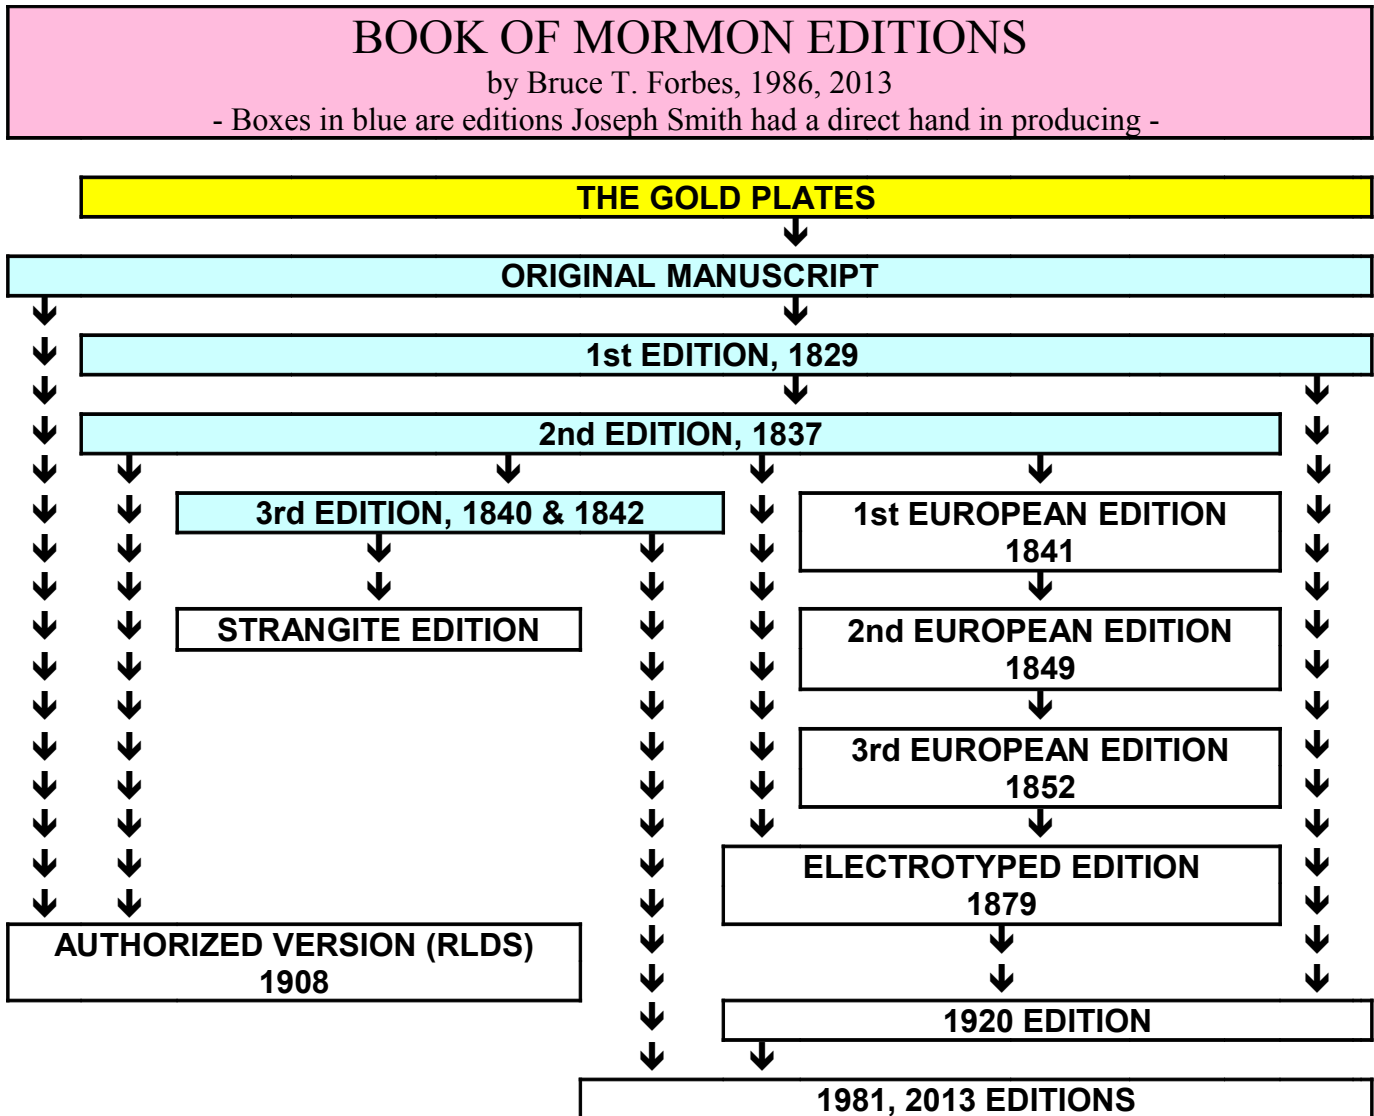 BOOK OF MORMON EDITIONS
by Bruce T. Forbes, 1986, 2013
- Boxes in blue are editions Joseph Smith had a direct hand in producing -
THE GOLD PLATES
ORIGINAL MANUSCRIPT
1st EDITION, 1829
2nd EDITION, 1837
3rd EDITION, 1840 & 1842
1st EUROPEAN EDITION
1841
STRANGITE EDITION
2nd EUROPEAN EDITION
1849
3rd EUROPEAN EDITION
1852
ELECTROTYPED EDITION
1879
AUTHORIZED VERSION (RLDS)
1908
1920 EDITION
1981, 2013 EDITIONS